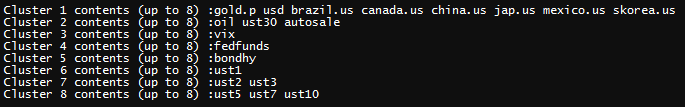 Cluster 1 contents (up to 8) :gold.p usd brazil.us canada.us china.us jap.us mexico.us skorea.us
Cluster 2 contents (up to 8) :oil ust30 autosale
Cluster 3 contents (up to 8) :vix
Cluster 4 contents (up to 8) :fedfunds
Cluster 5 contents (up to 8) :bondhy
Cluster 6 contents (up to 8) :ust1
Cluster 7 contents (up to 8) :ust2 ust3
Cluster 8 contents (up to 8) :ust5 ust7 ust10